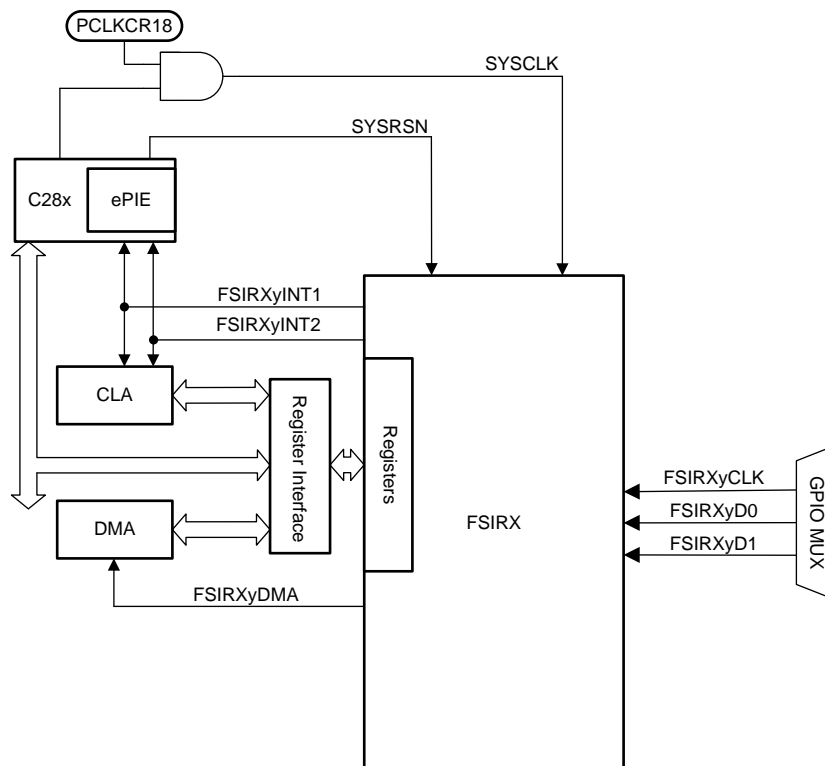 PCLKCR18
SYSCLK
SYSRSN
C28x
ePIE
FSIRXyINT1
FSIRXyINT2
CLA
Register Interface
Registers
FSIRX
FSIRXyCLK
FSIRXyD0
FSIRXyD1
GPIO MUX
DMA
FSIRXyDMA